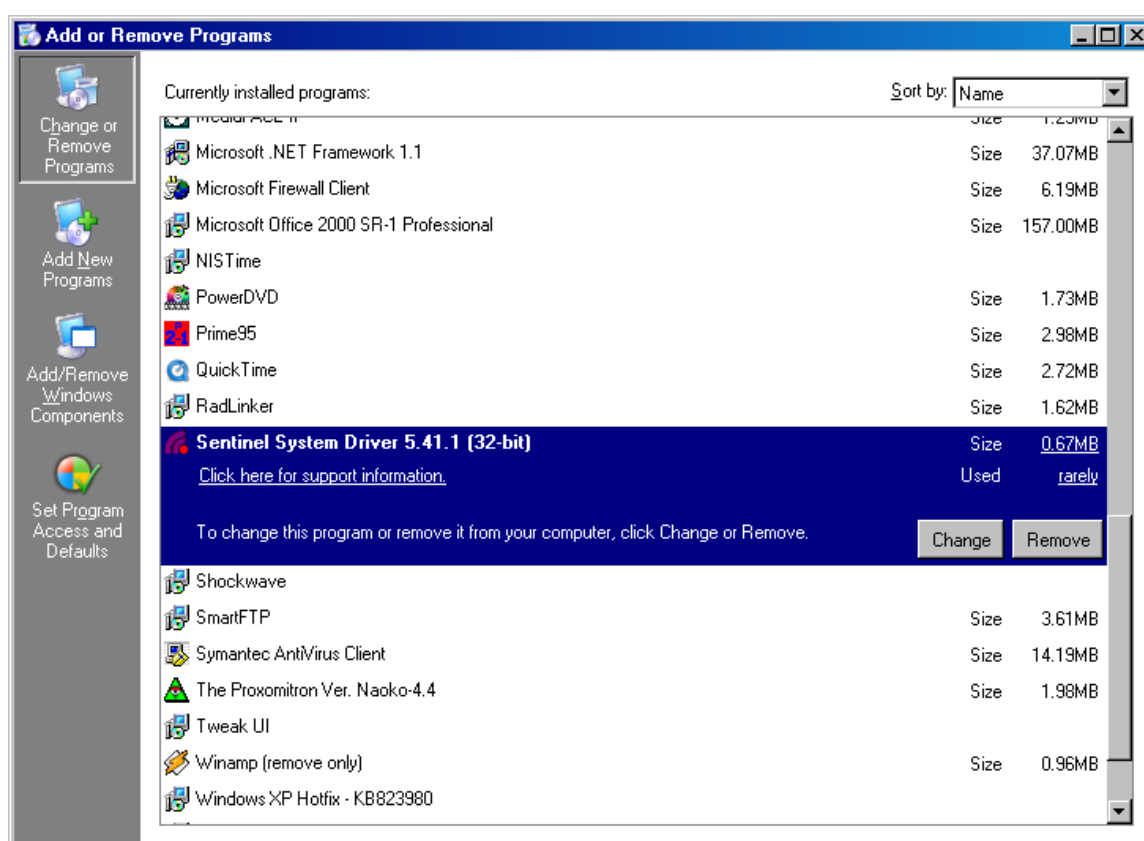 Add or Remove Programs
Change or
Remove
Programs
Add New
Programs
Add/Remove
Windows
Components
Set Program
Access and
Defaults
Currently installed programs:
Sort by: Name
Size 1.25MB
Microsoft .NET Framework 1.1 Size 37.07MB
Microsoft Firewall Client Size 6.19MB
Microsoft Office 2000 SR-1 Professional Size 157.00MB
NISTime
PowerDVD Size 1.73MB
Prime95 Size 2.98MB
QuickTime Size 2.72MB
RadLinker Size 1.62MB
Sentinel System Driver 5.41.1 (32-bit) Size 0.67MB
Click here for support information. Used rarely
To change this program or remove it from your computer, click Change or Remove. Change Remove
Shockwave
SmartFTP Size 3.61MB
Symantec AntiVirus Client Size 14.19MB
The Proxomitron Ver. Naoko-4.4 Size 1.98MB
Tweak UI
Winamp (remove only) Size 0.96MB
Windows XP Hotfix - KB823980